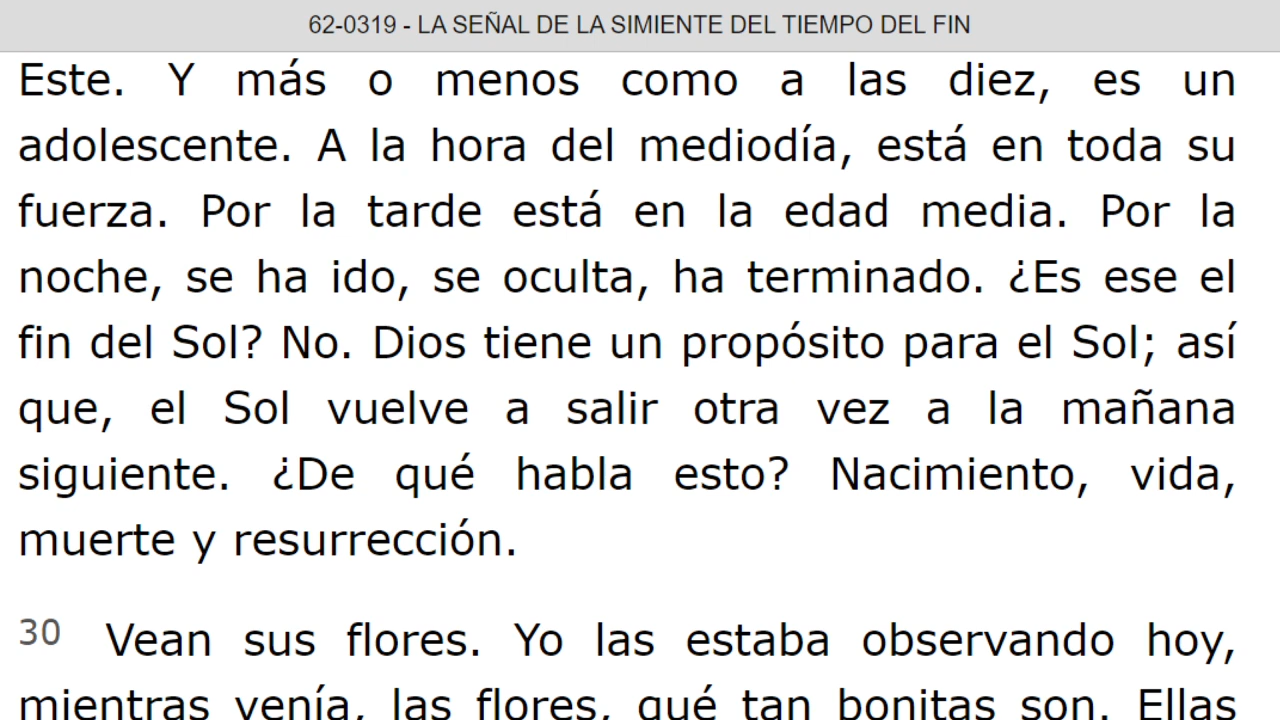 62-0319 - LA SEÑAL DE LA SIMIENTE DEL TIEMPO DEL FIN
Este. Y más o menos como a las diez, es un
adolescente. A la hora del mediodía, está en toda su
fuerza. Por la tarde está en la edad media. Por la
noche, se ha ido, se oculta, ha terminado. ¿Es ese el
fin del Sol? No. Dios tiene un propósito para el Sol; así
que, el Sol vuelve a salir otra vez a la mañana
siguiente. ¿De qué habla esto? Nacimiento, vida,
muerte y resurrección.
30 Vean sus flores. Yo las estaba observando hoy,
mientras venía, las flores, qué tan bonitas son. Ellas